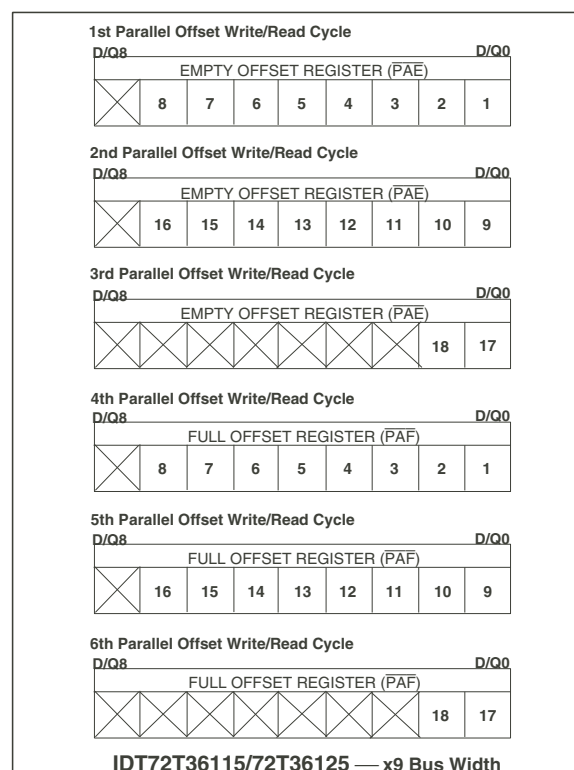 1st Parallel Offset Write/Read Cycle
D/Q8 D/Q0
EMPTY OFFSET REGISTER (PAE)
8 7 6 5 4 3 2 1
2nd Parallel Offset Write/Read Cycle
D/Q8 D/Q0
EMPTY OFFSET REGISTER (PAE)
16 15 14 13 12 11 10 9
3rd Parallel Offset Write/Read Cycle
D/Q8 D/Q0
EMPTY OFFSET REGISTER (PAE)
18 17
4th Parallel Offset Write/Read Cycle
D/Q8 D/Q0
FULL OFFSET REGISTER (PAF)
8 7 6 5 4 3 2 1
5th Parallel Offset Write/Read Cycle
D/Q8 D/Q0
FULL OFFSET REGISTER (PAF)
16 15 14 13 12 11 10 9
6th Parallel Offset Write/Read Cycle
D/Q8 D/Q0
FULL OFFSET REGISTER (PAF)
18 17
IDT72T36115/72T36125 — x9 Bus Width